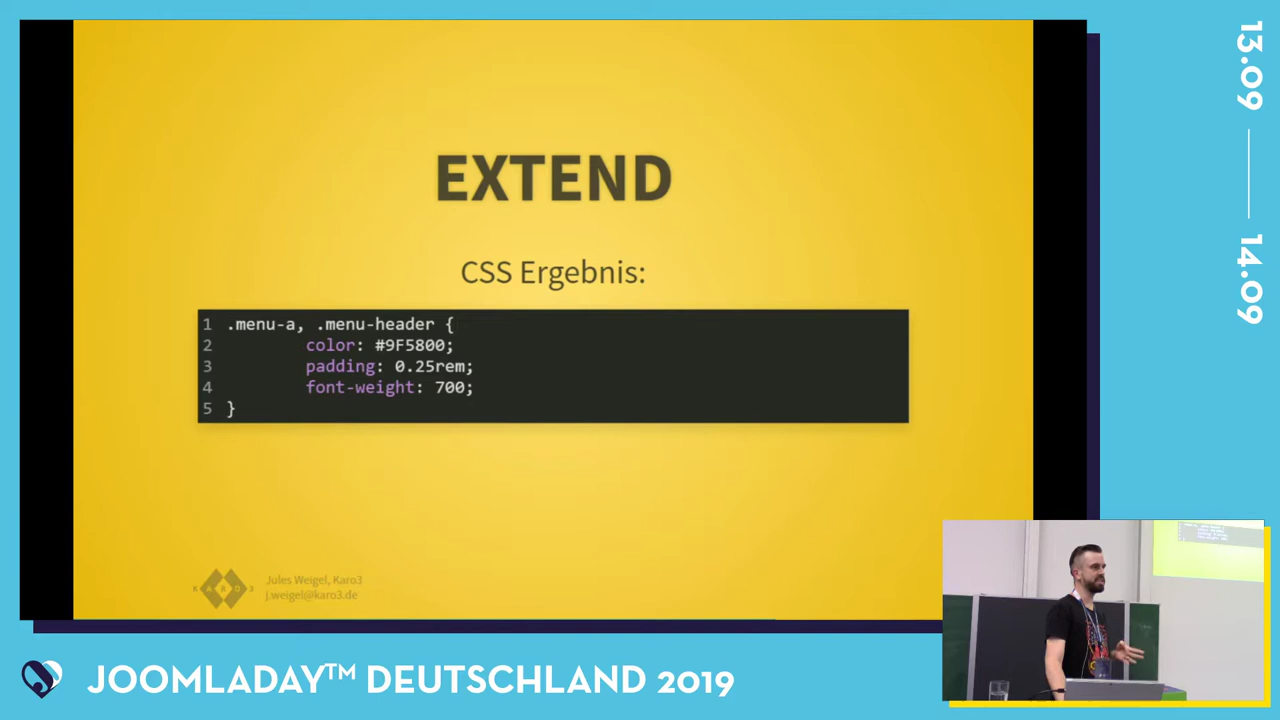 EXTEND
CSS Ergebnis:
1 .menu-a, .menu-header {
2 color: #9F5800;
3 padding: 0.25rem;
4 font-weight: 700;
5 }
KARO3
Jules Weigel, Karo3
j.weigel@karo3.de
13.09
14.09
JOOMLADAY™ DEUTSCHLAND 2019